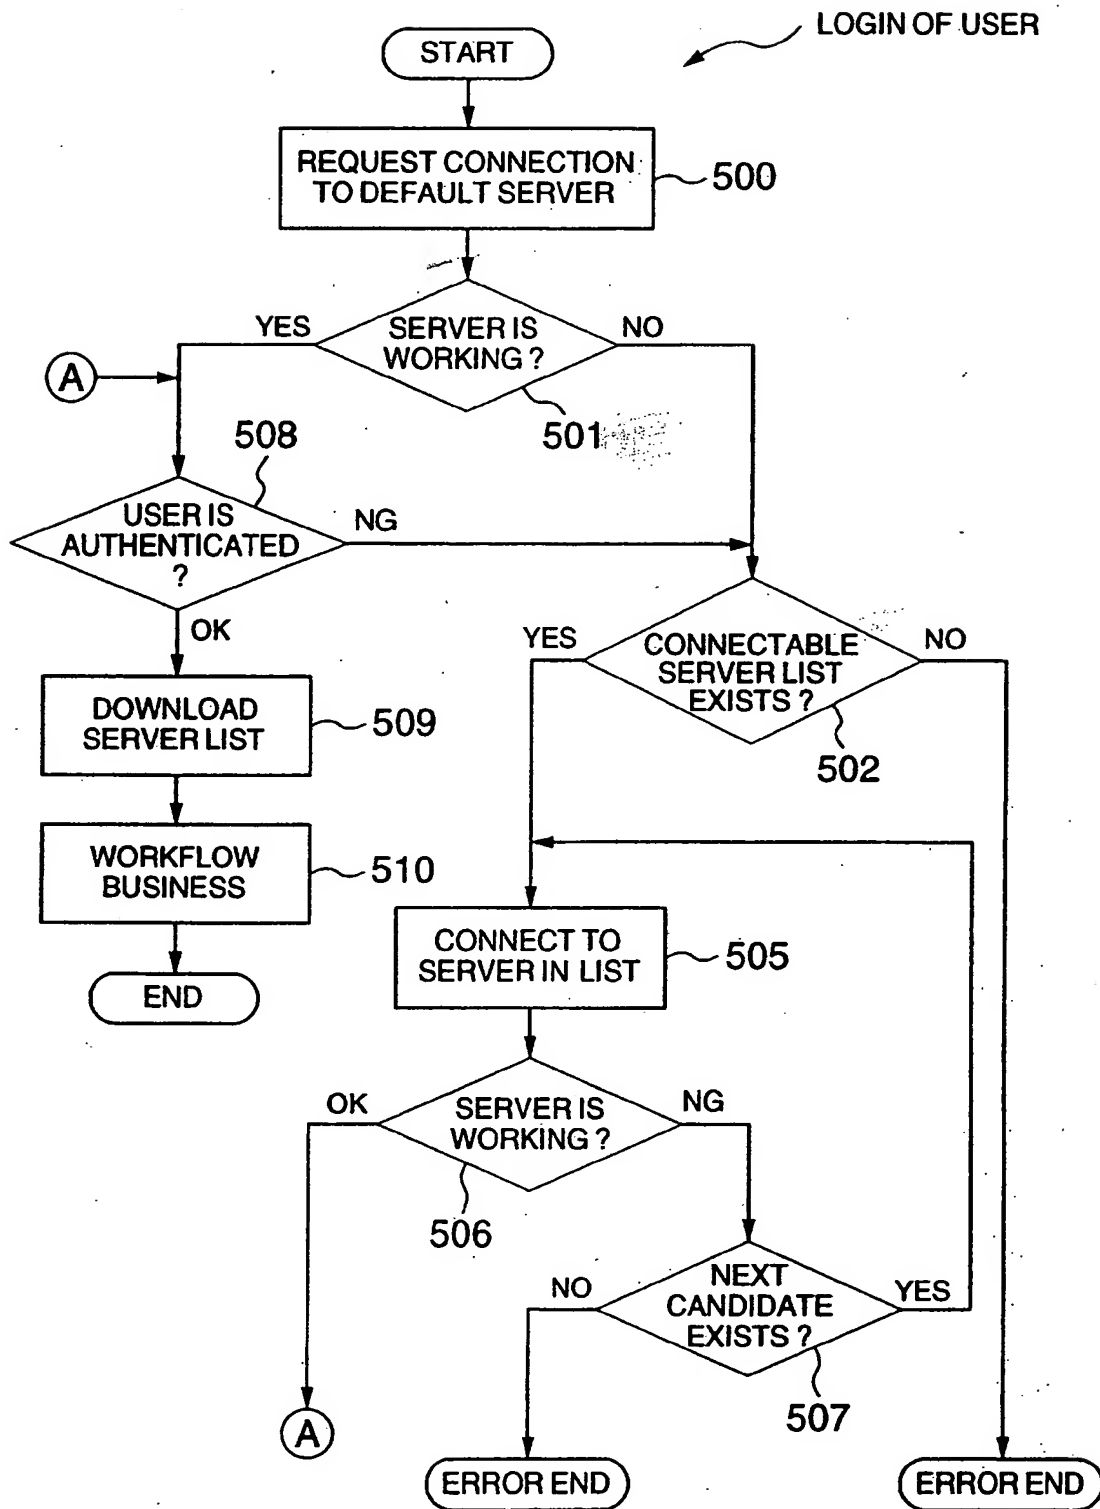 LOGIN OF USER
START
REQUEST CONNECTION
TO DEFAULT SERVER
500
YES
SERVER IS
WORKING ?
NO
A
501
508
USER IS
AUTHENTICATED
?
NG
OK
YES
CONNECTABLE
SERVER LIST
EXISTS ?
NO
DOWNLOAD
SERVER LIST
509
502
WORKFLOW
BUSINESS
510
CONNECT TO
SERVER IN LIST
505
END
OK
SERVER IS
WORKING ?
NG
506
NO
NEXT
CANDIDATE
EXISTS ?
YES
507
A
ERROR END
ERROR END